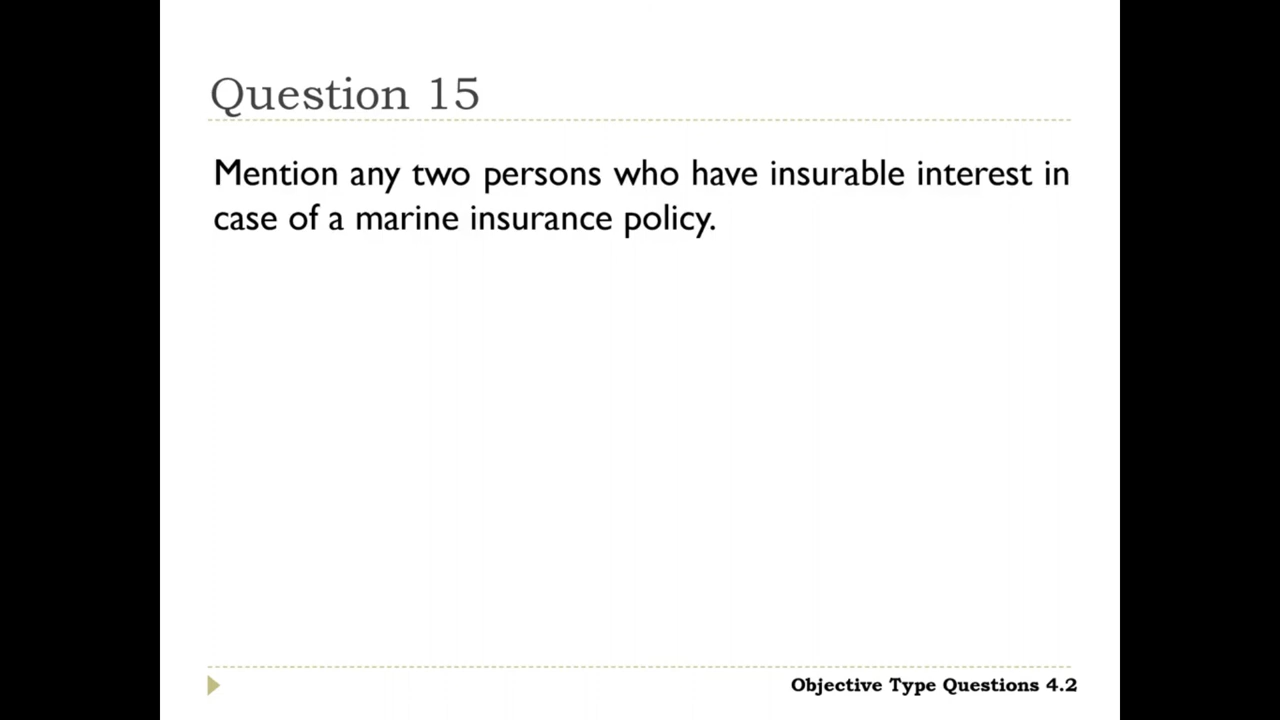 Question 15
Mention any two persons who have insurable interest in
case of a marine insurance policy.
Objective Type Questions 4.2